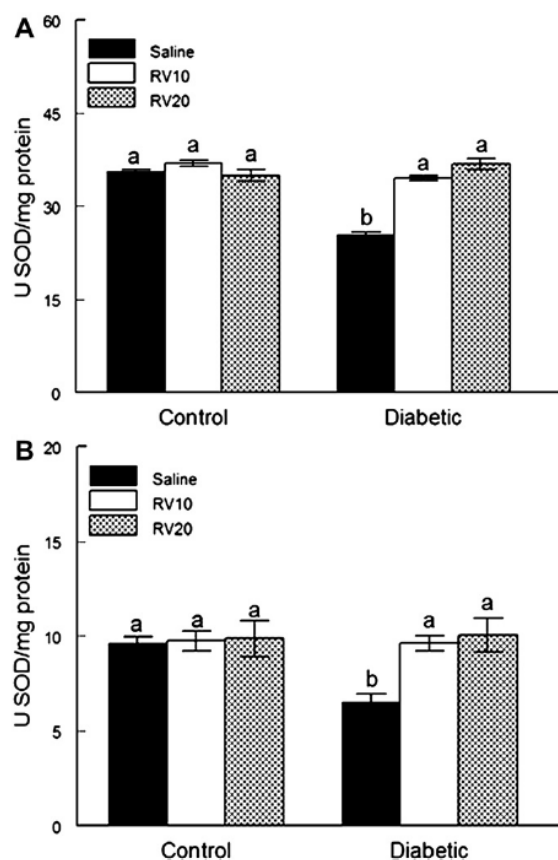 A
60
Saline
RV10
45
RV20
a a a a a
30
b
U SOD/mg protein
15
0
Control Diabetic
B
20
Saline
RV10
15
RV20
a a a a a
10
b
U SOD/mg protein
5
0
Control Diabetic